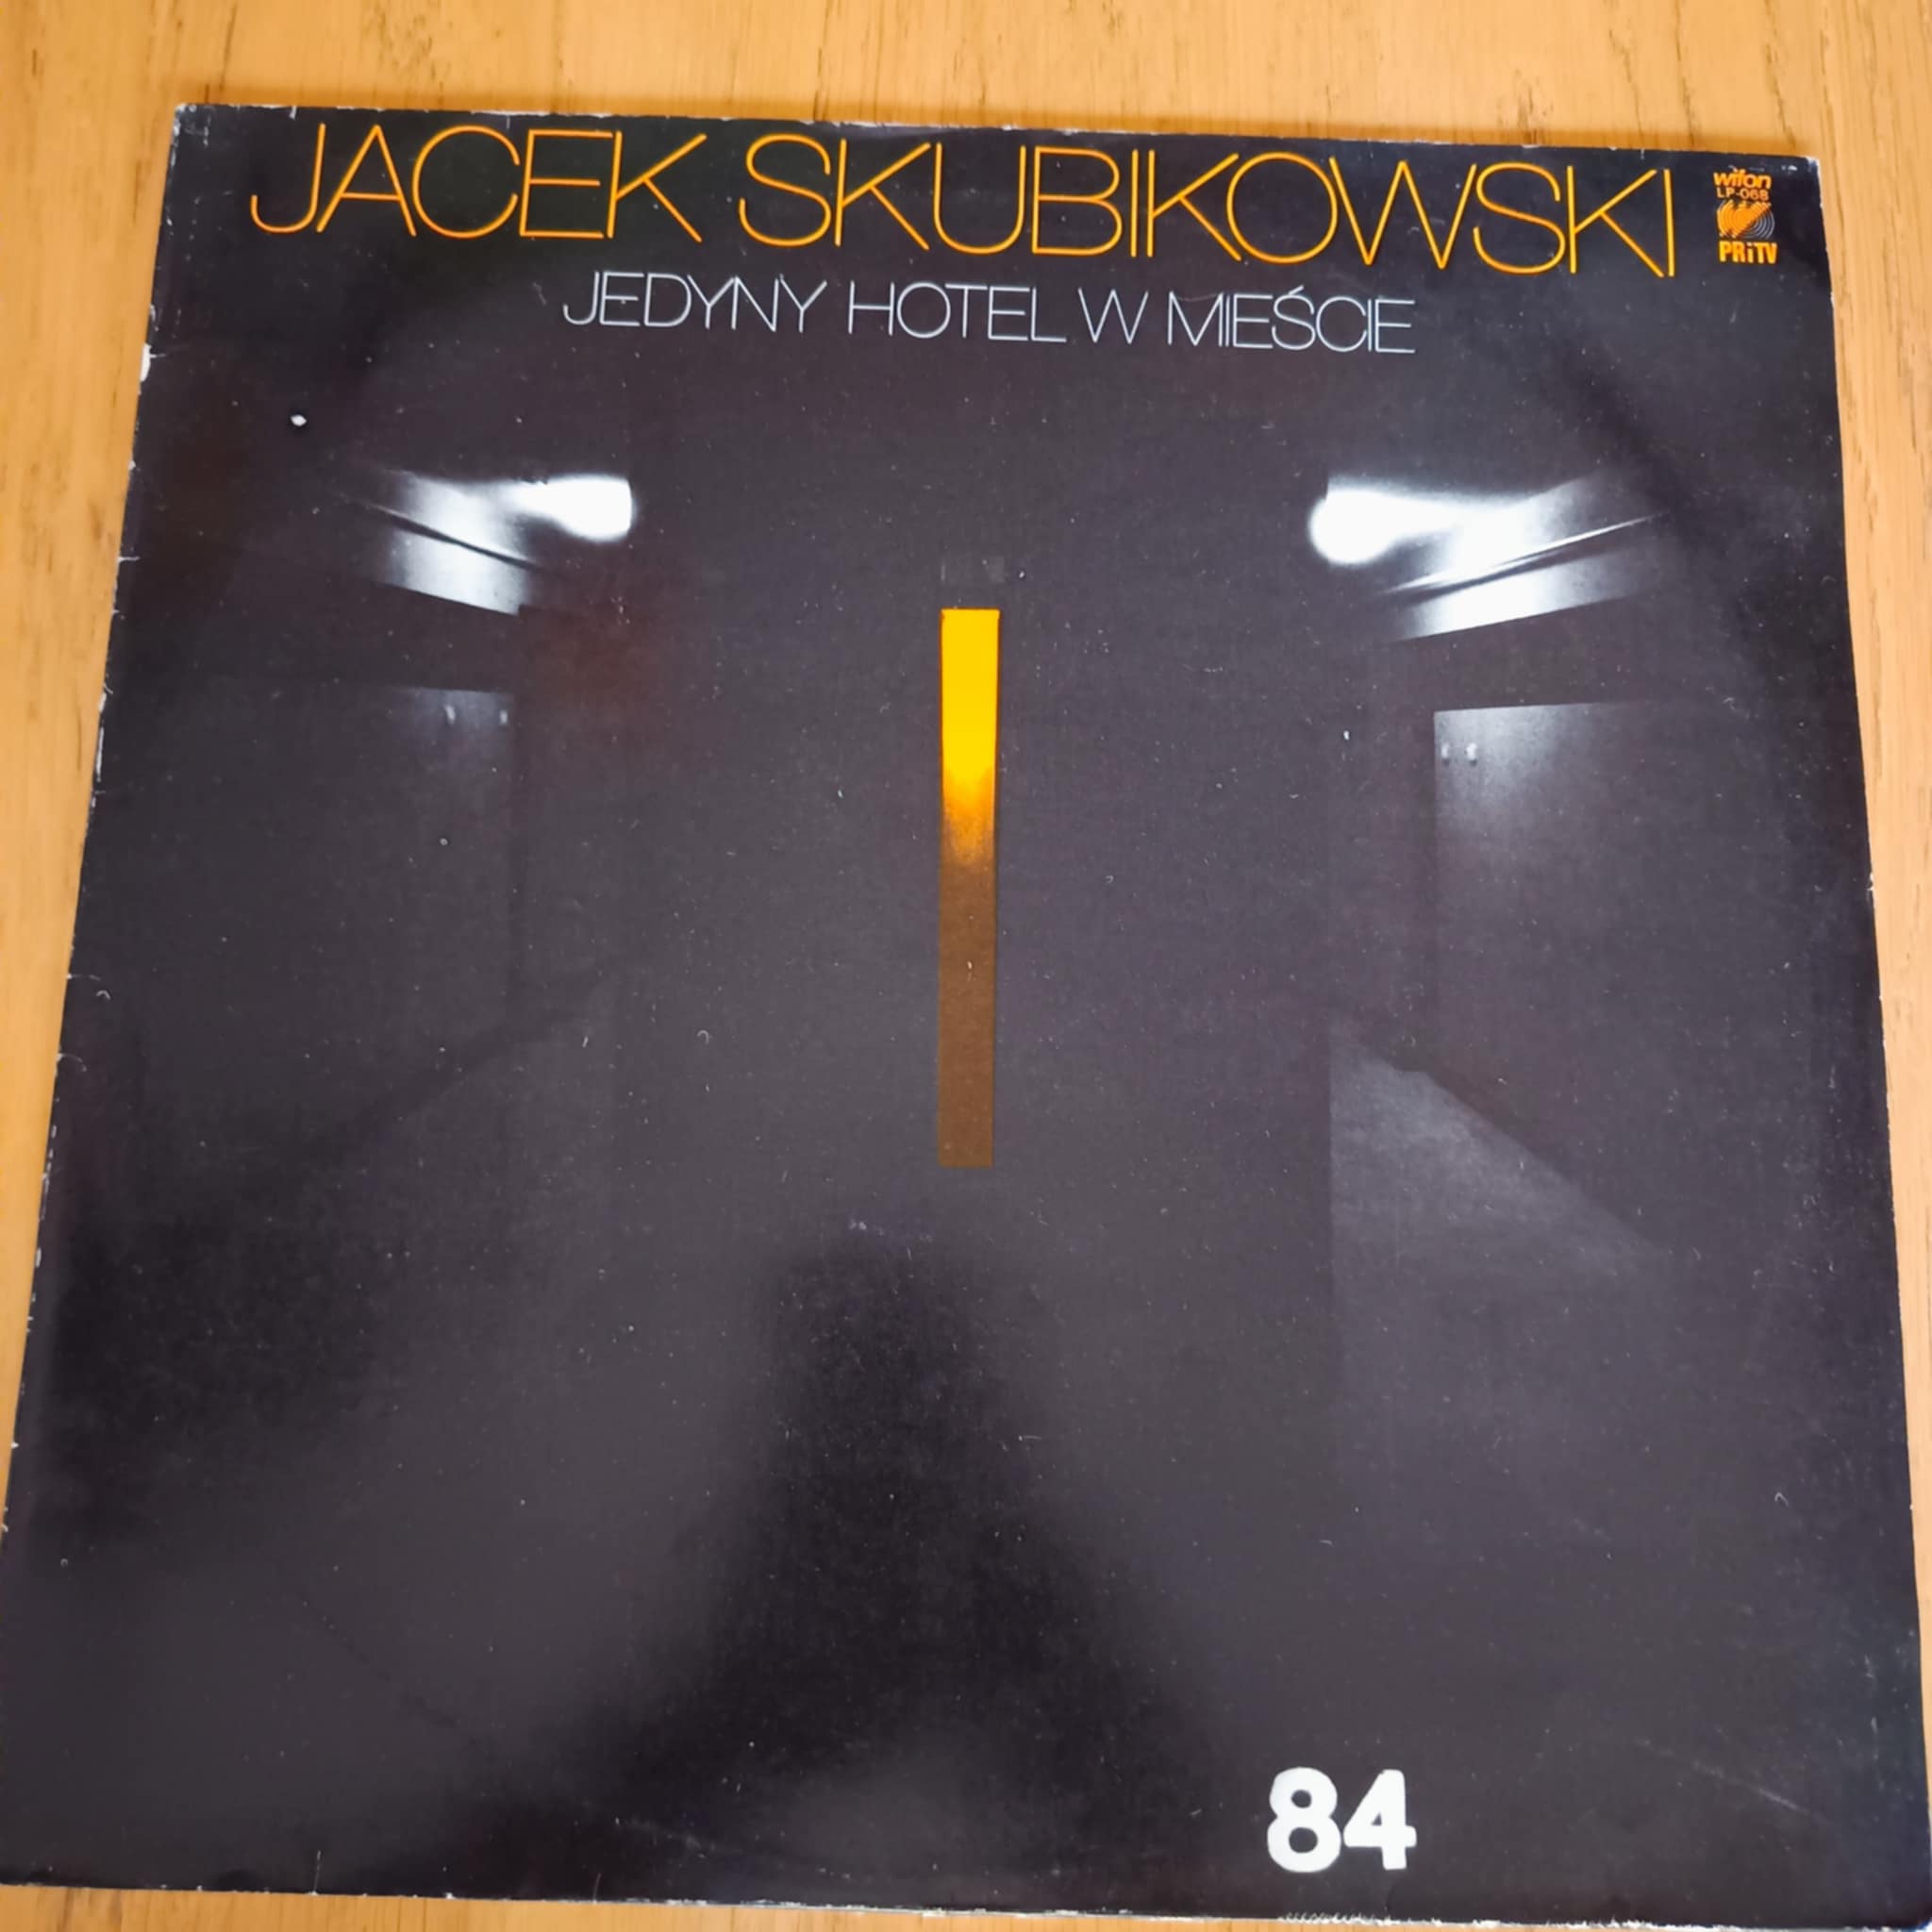 JACEK SKUBIKOWSKI
JEDYNY HOTEL W MIEŚCIE
wifon
LP-068
PRiTV
84